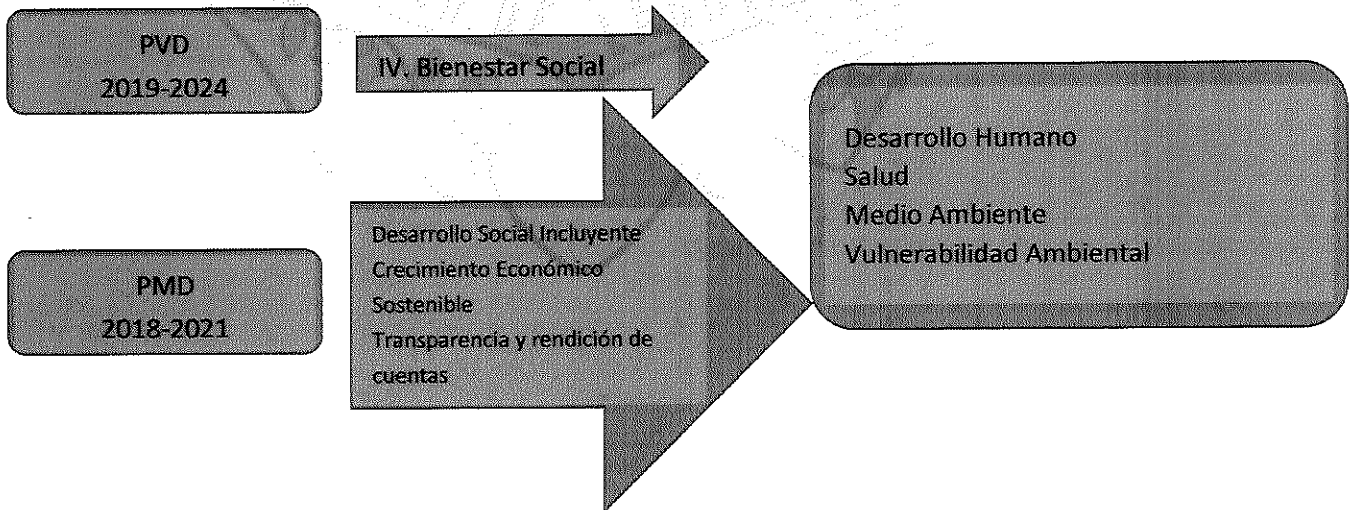 PVD
2019-2024
IV. Bienestar Social
Desarrollo Humano
Salud
Medio Ambiente
Vulnerabilidad Ambiental
PMD
2018-2021
Desarrollo Social Incluyente
Crecimiento Económico
Sostenible
Transparencia y rendición de
cuentas